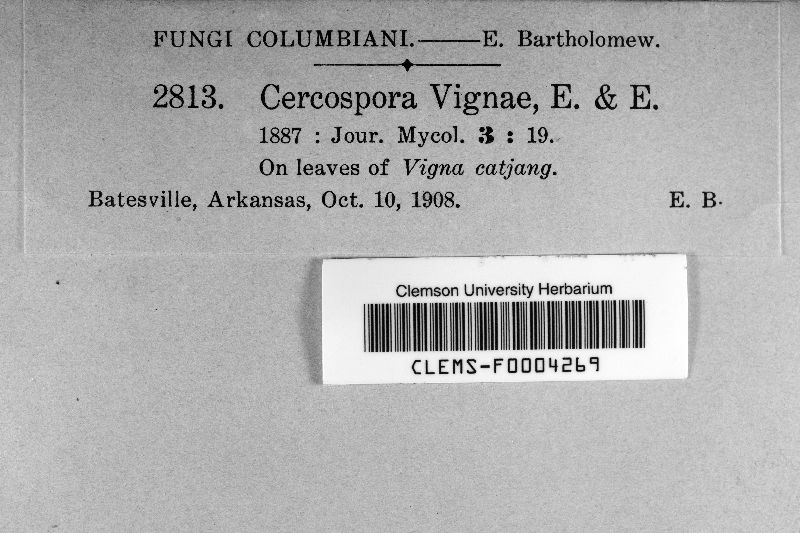 FUNGI COLUMBIANI.——E. Bartholomew.
2813. Cercospora Vignae, E. & E.
1887 : Jour. Mycol. 3 : 19.
On leaves of Vigna catjang.
Batesville, Arkansas, Oct. 10, 1908. E. B.
Clemson University Herbarium
CLEMS-F0004269